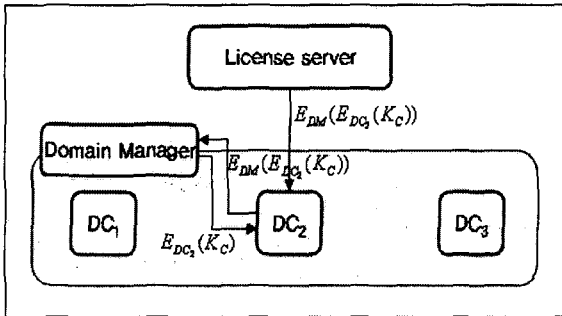 License server
E_DM(E_DC2(K_C))
Domain Manager
E_DM(E_DC2(K_C))
DC1
DC2
DC3
E_DC2(K_C)